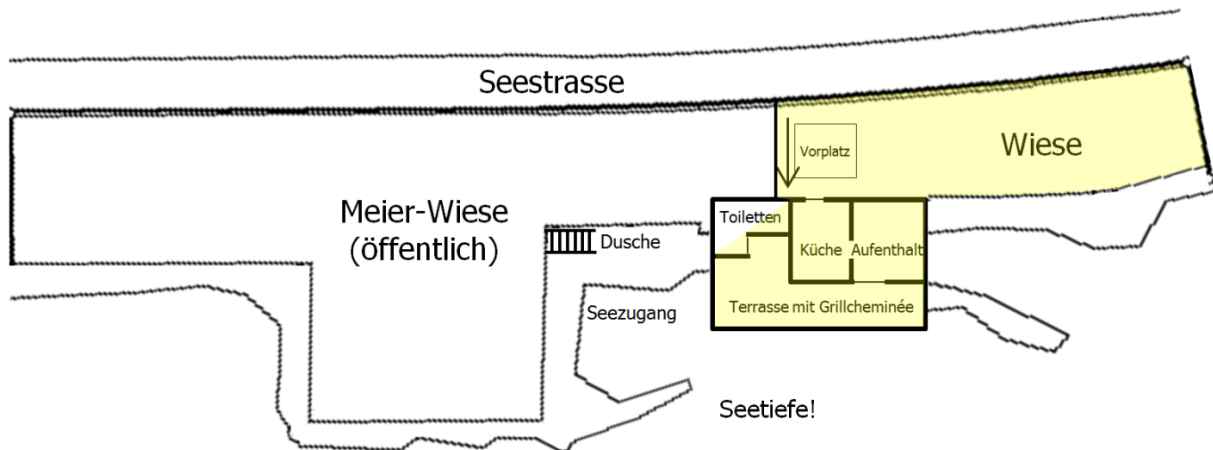 Seestrasse
Vorplatz
Wiese
Meier-Wiese
(öffentlich)
Toiletten
Dusche
Küche
Aufenthalt
Seezugang
Terrasse mit Grillcheminée
Seetiefe!